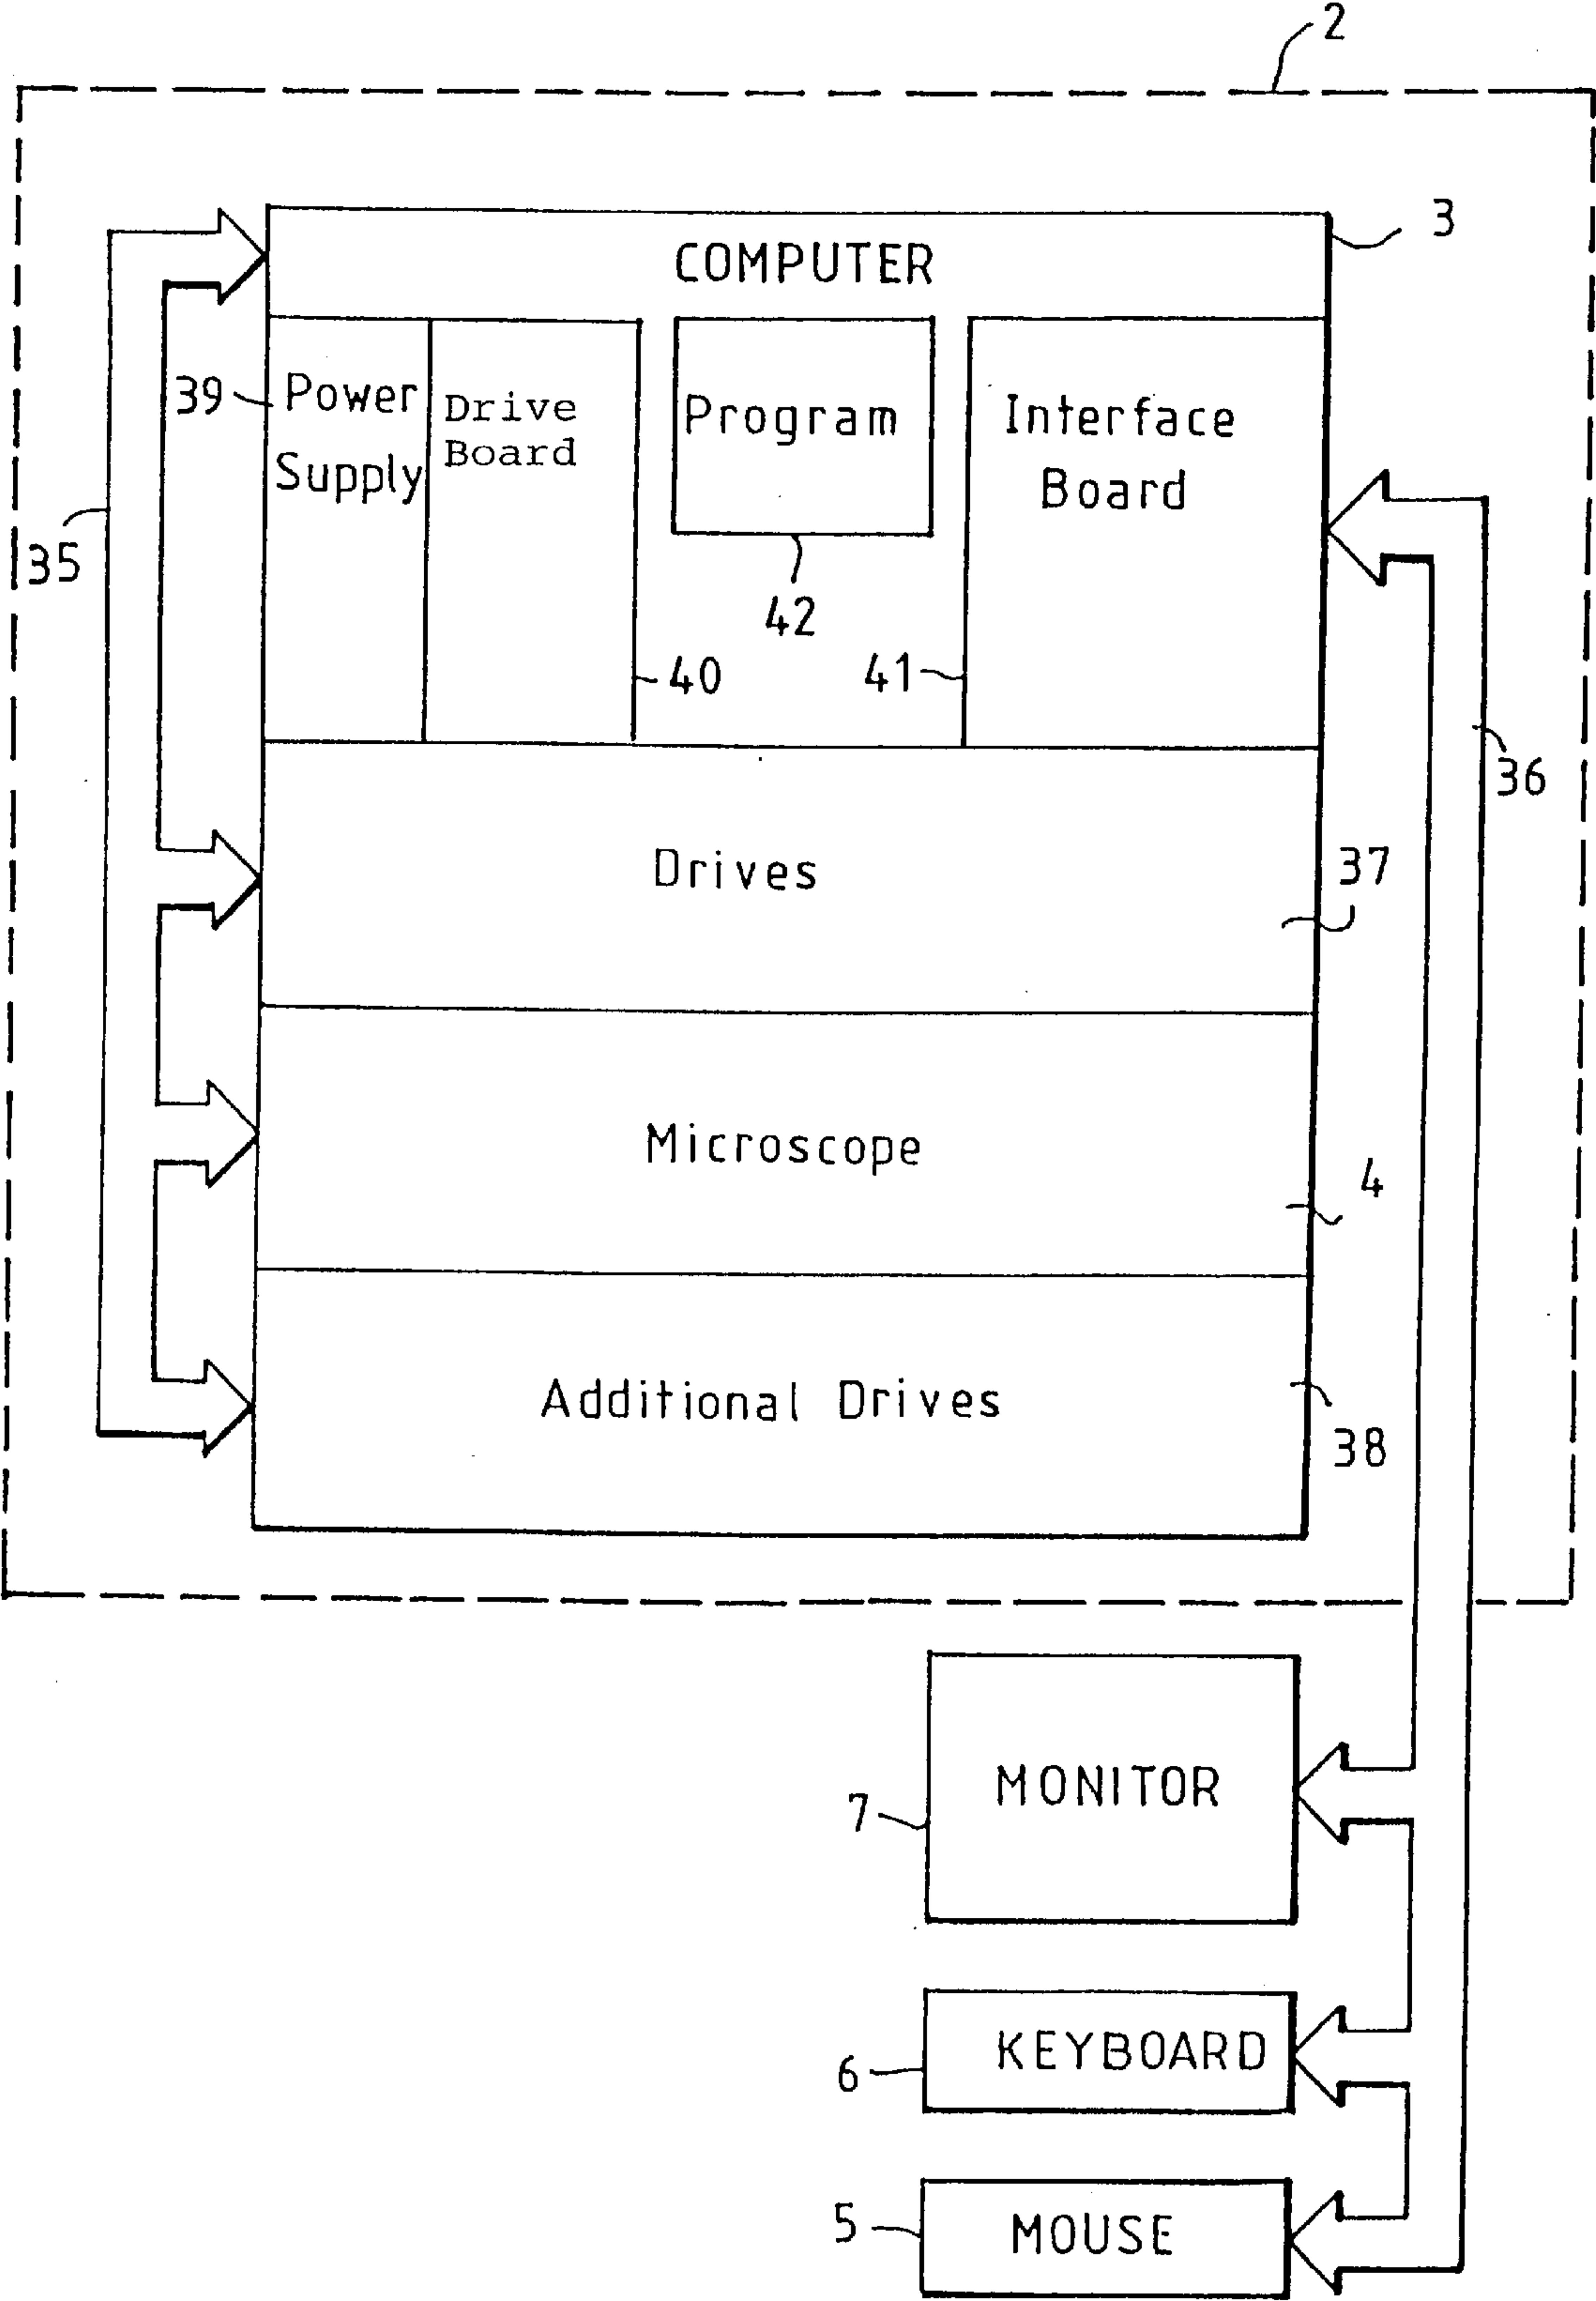 2
COMPUTER
3
39
Power
Supply
Drive
Board
Program
Interface
Board
35
42
40
41
36
Drives
37
Microscope
4
Additional Drives
38
MONITOR
7
KEYBOARD
6
MOUSE
5